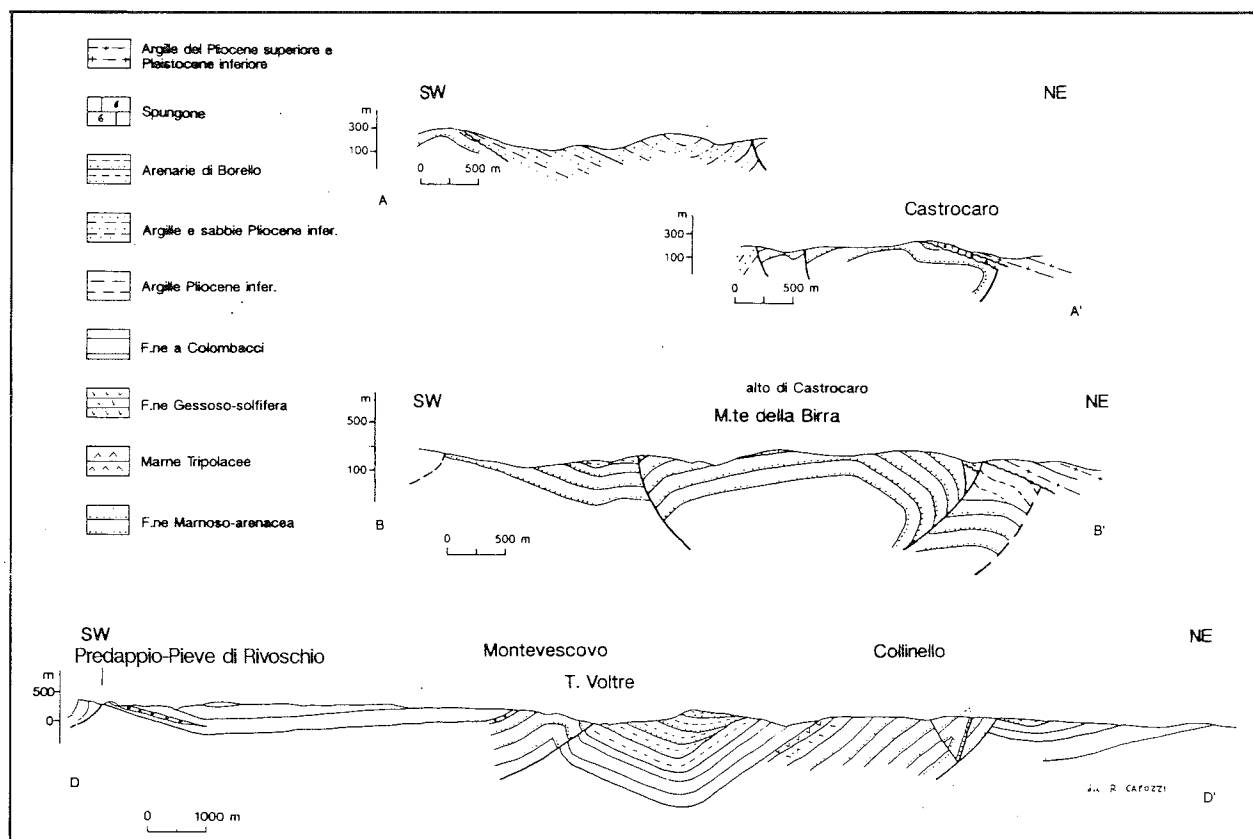 Argille del Pliocene superiore e
Pleistocene inferiore
Spungone
Arenarie di Borello
Argille e sabbie Pliocene infer.
Argille Pliocene infer.
F.ne a Colombacci
F.ne Gessoso-solfifera
Marne Tripolacee
F.ne Marnoso-arenacea
SW
NE
m
300
100
0 500 m
A
Castrocaro
m
300
100
0 500 m
A'
alto di Castrocaro
SW
NE
M.te della Birra
m
500
100
B
B'
0 500 m
SW
NE
Predappio-Pieve di Rivoschio
Montevescovo
Collinello
T. Voltre
m
500
0
D
D'
R. CAPOZZI
0 1000 m